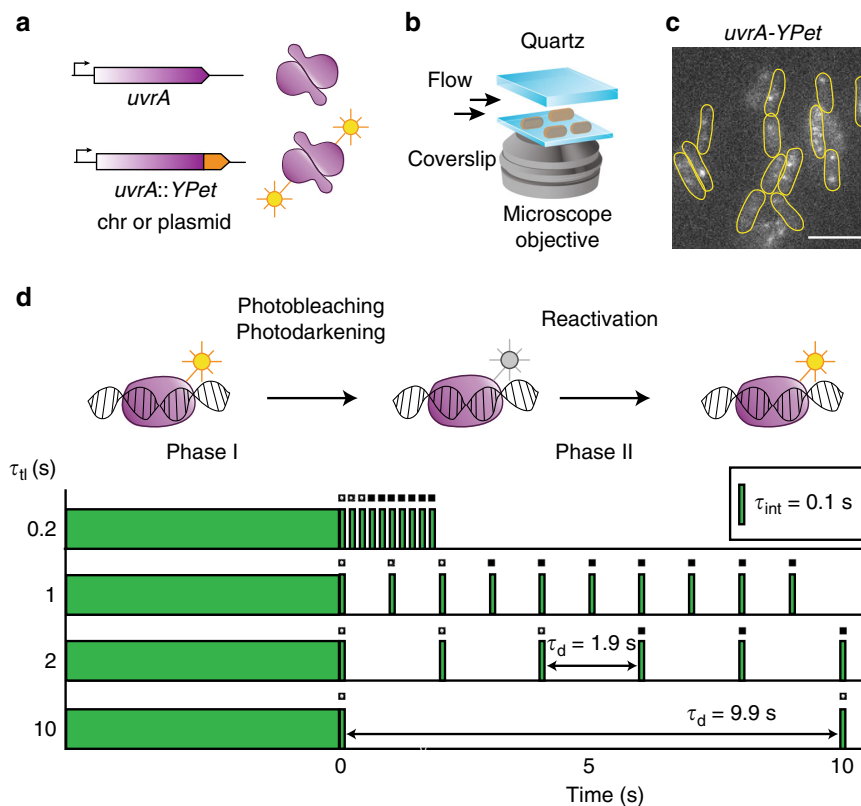 a
uvrA
uvrA::YPet
chr or plasmid
b
Quartz
Flow
Coverslip
Microscope
objective
c
uvrA-YPet
d
Photobleaching
Photodarkening
Reactivation
Phase I
Phase II
τtl (s)
τint = 0.1 s
0.2
1
2
τd = 1.9 s
10
τd = 9.9 s
0
5
10
Time (s)